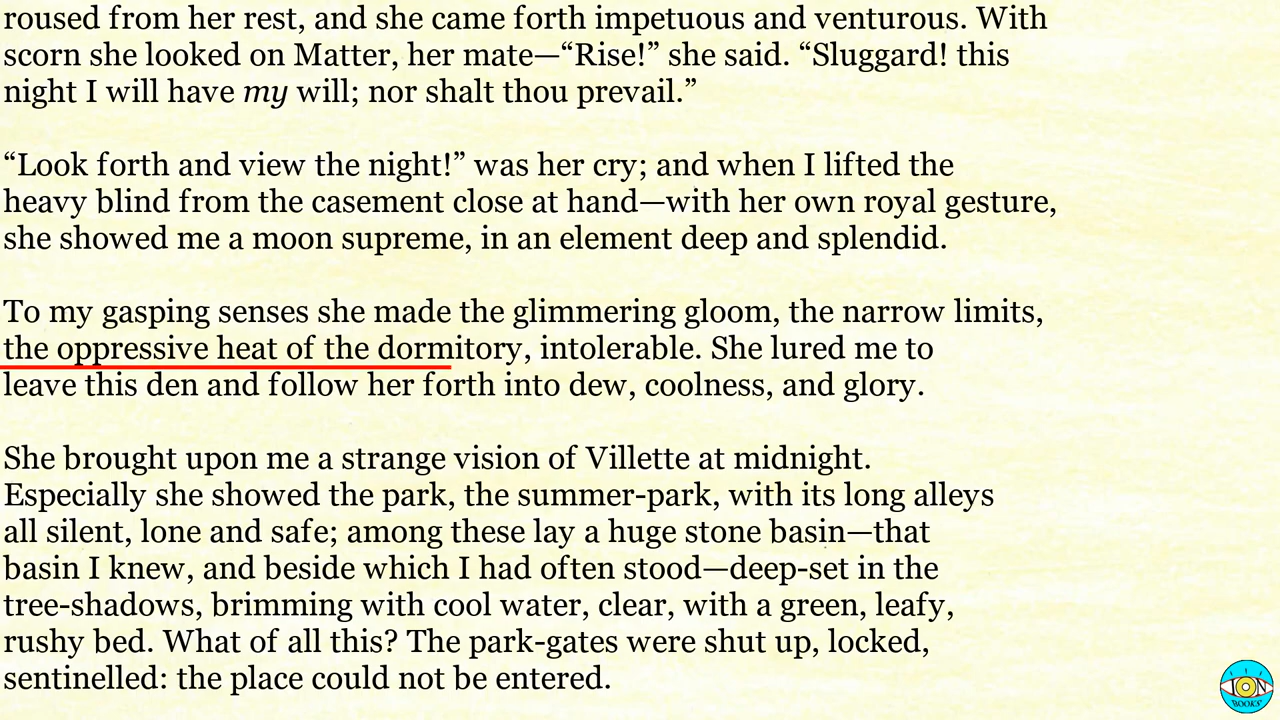 roused from her rest, and she came forth impetuous and venturous. With
scorn she looked on Matter, her mate—“Rise!” she said. “Sluggard! this
night I will have my will; nor shalt thou prevail.”
“Look forth and view the night!” was her cry; and when I lifted the
heavy blind from the casement close at hand—with her own royal gesture,
she showed me a moon supreme, in an element deep and splendid.
To my gasping senses she made the glimmering gloom, the narrow limits,
the oppressive heat of the dormitory, intolerable. She lured me to
leave this den and follow her forth into dew, coolness, and glory.
She brought upon me a strange vision of Villette at midnight.
Especially she showed the park, the summer-park, with its long alleys
all silent, lone and safe; among these lay a huge stone basin—that
basin I knew, and beside which I had often stood—deep-set in the
tree-shadows, brimming with cool water, clear, with a green, leafy,
rushy bed. What of all this? The park-gates were shut up, locked,
sentinelled: the place could not be entered.
ION
BOOKS